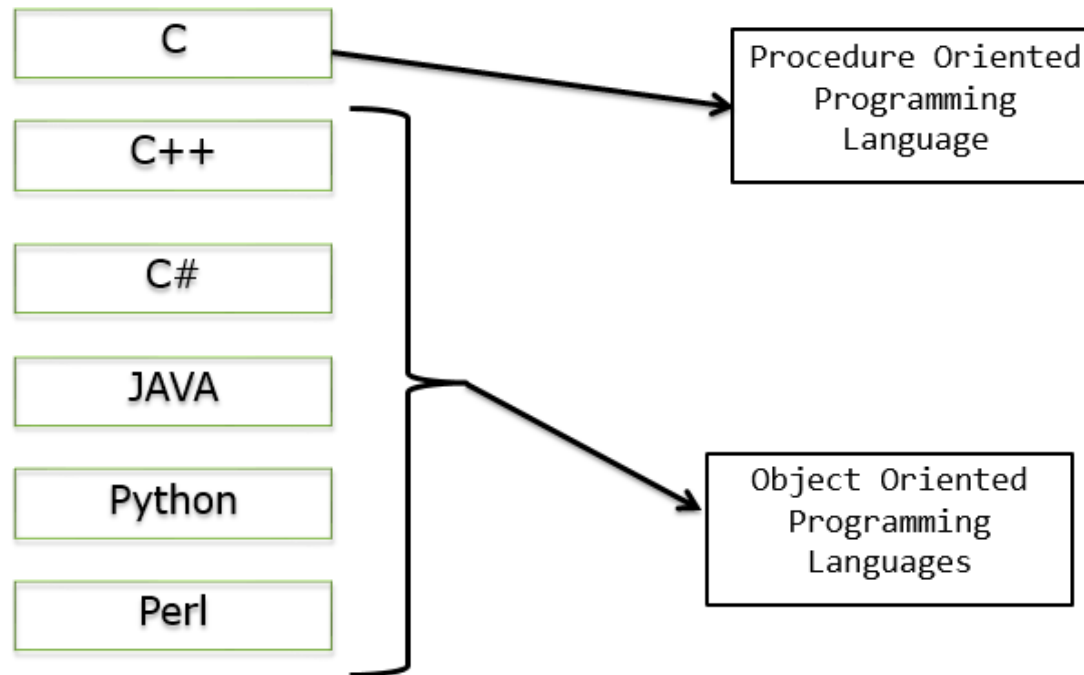 C
C++
C#
JAVA
Python
Perl
Procedure Oriented
Programming
Language
Object Oriented
Programming
Languages